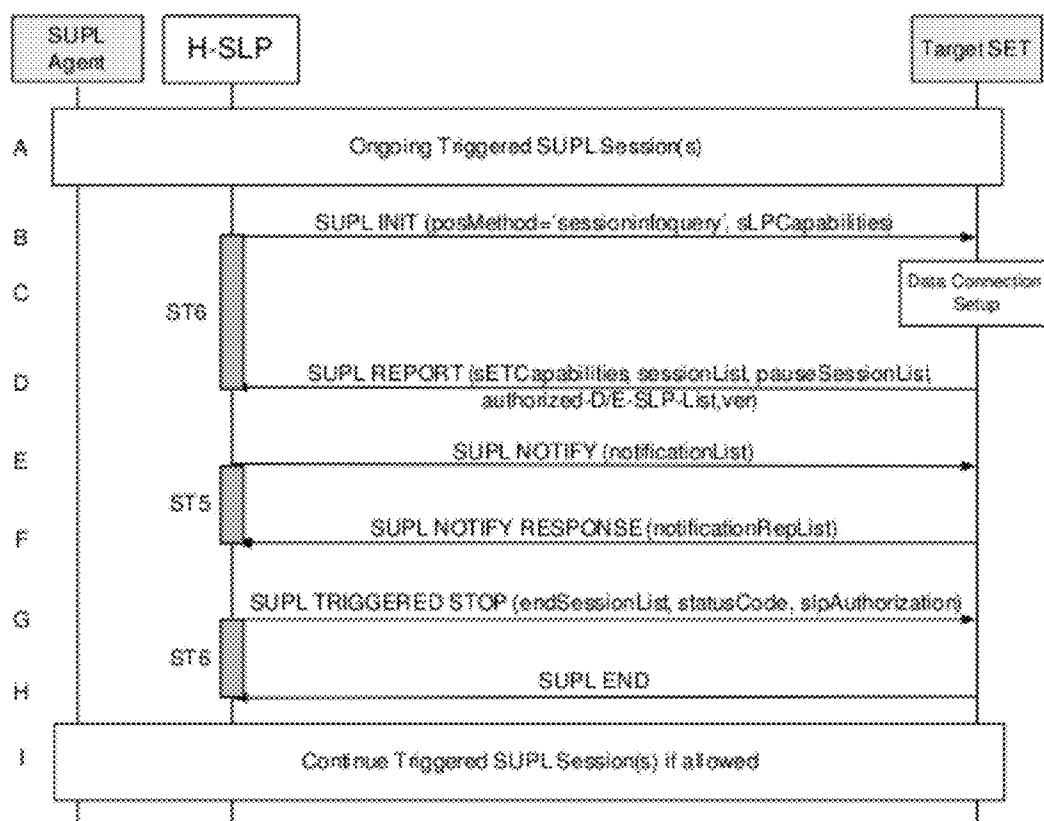 SUPL
Agent
H-SLP
Target SET
A
Ongoing Triggered SUPL Session(s)
B
SUPL INIT (posMethod='sessioninfoquery', sLPCapabilities)
C
Data Connection
Setup
ST6
D
SUPL REPORT (sETCapabilities, sessionList, pauseSessionList,
authorized-D/E-SLP-List,ver)
E
SUPL NOTIFY (notificationList)
ST5
F
SUPL NOTIFY RESPONSE (notificationRepList)
G
SUPL TRIGGERED STOP (endSessionList, statusCode, slpAuthorization)
ST6
H
SUPL END
I
Continue Triggered SUPL Session(s) if allowed